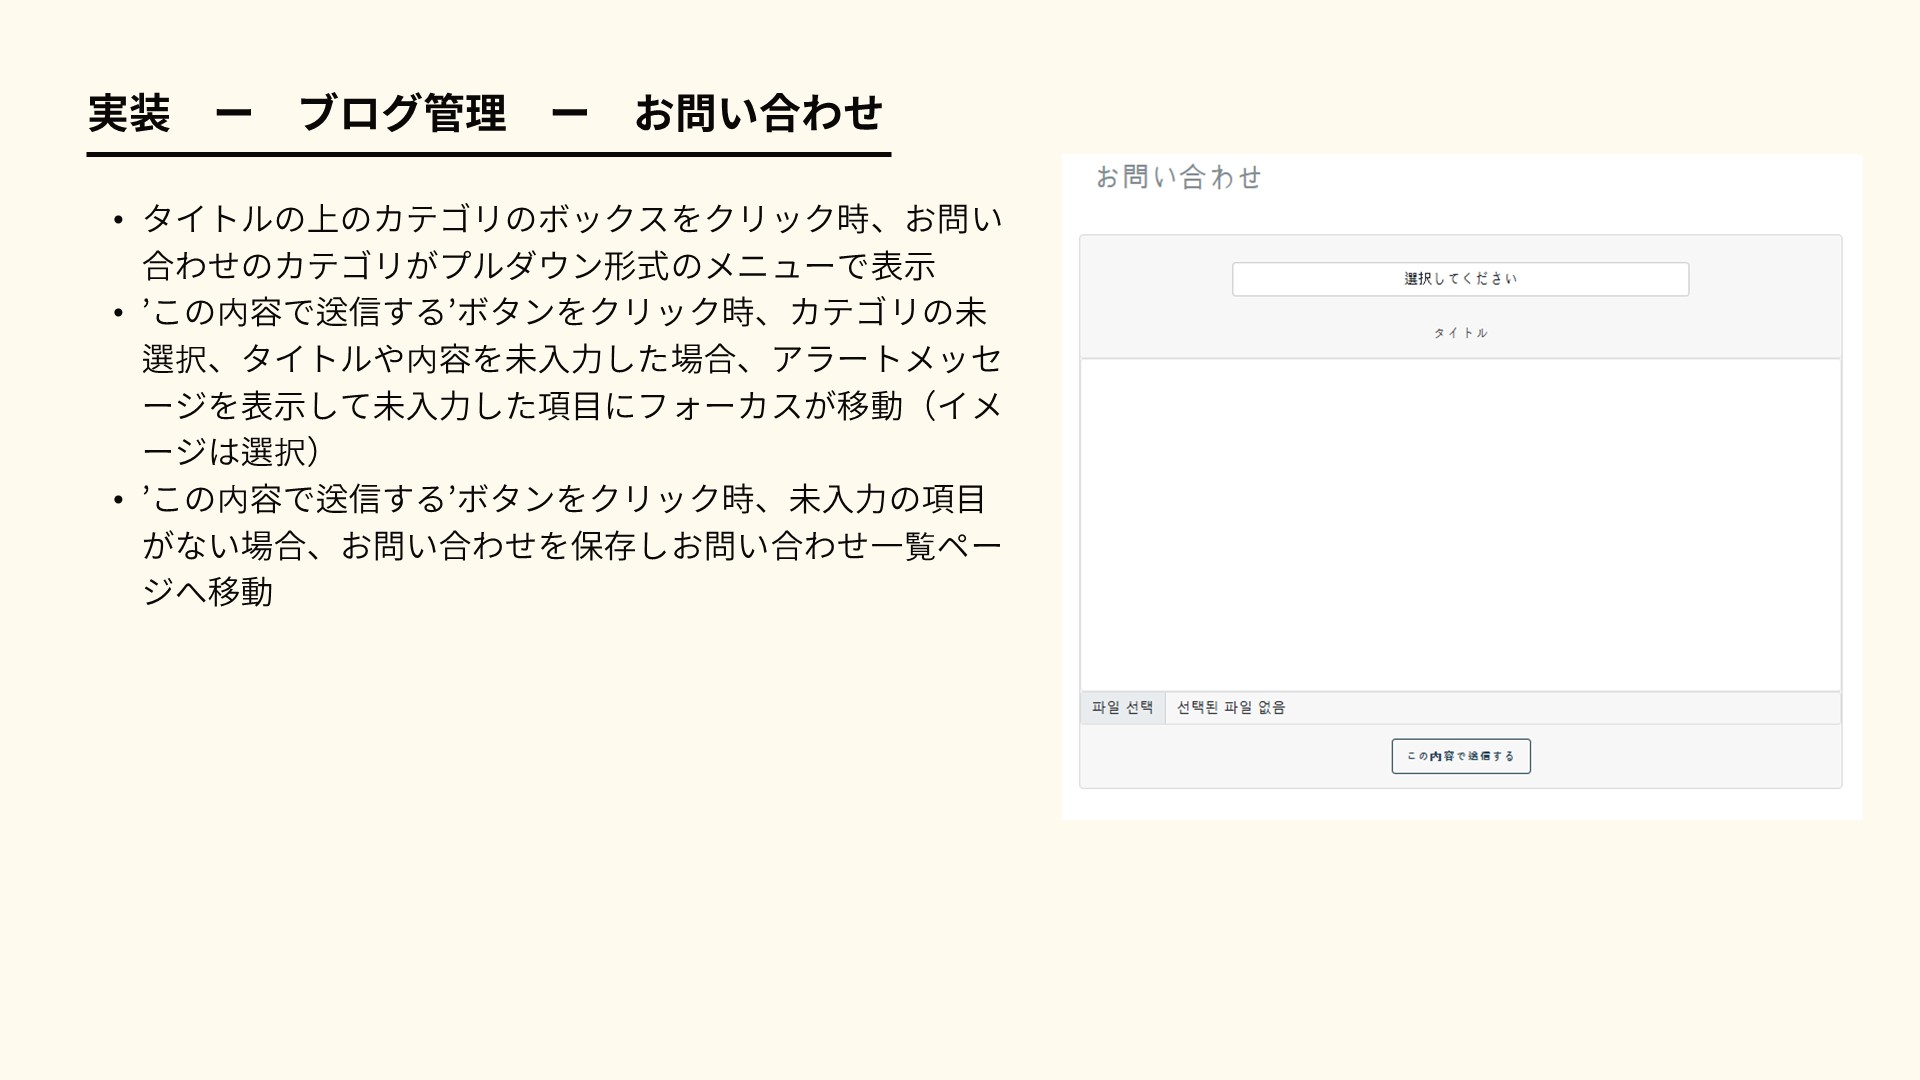 実装　ー　ブログ管理　ー　お問い合わせ
• タイトルの上のカテゴリのボックスをクリック時、お問い
合わせのカテゴリがプルダウン形式のメニューで表示
• ’この内容で送信する’ボタンをクリック時、カテゴリの未
選択、タイトルや内容を未入力した場合、アラートメッセ
ージを表示して未入力した項目にフォーカスが移動（イメ
ージは選択）
• ’この内容で送信する’ボタンをクリック時、未入力の項目
がない場合、お問い合わせを保存しお問い合わせ一覧ペー
ジへ移動
お問い合わせ
選択してください
タイトル
파일 선택 선택된 파일 없음
この内容で送信する